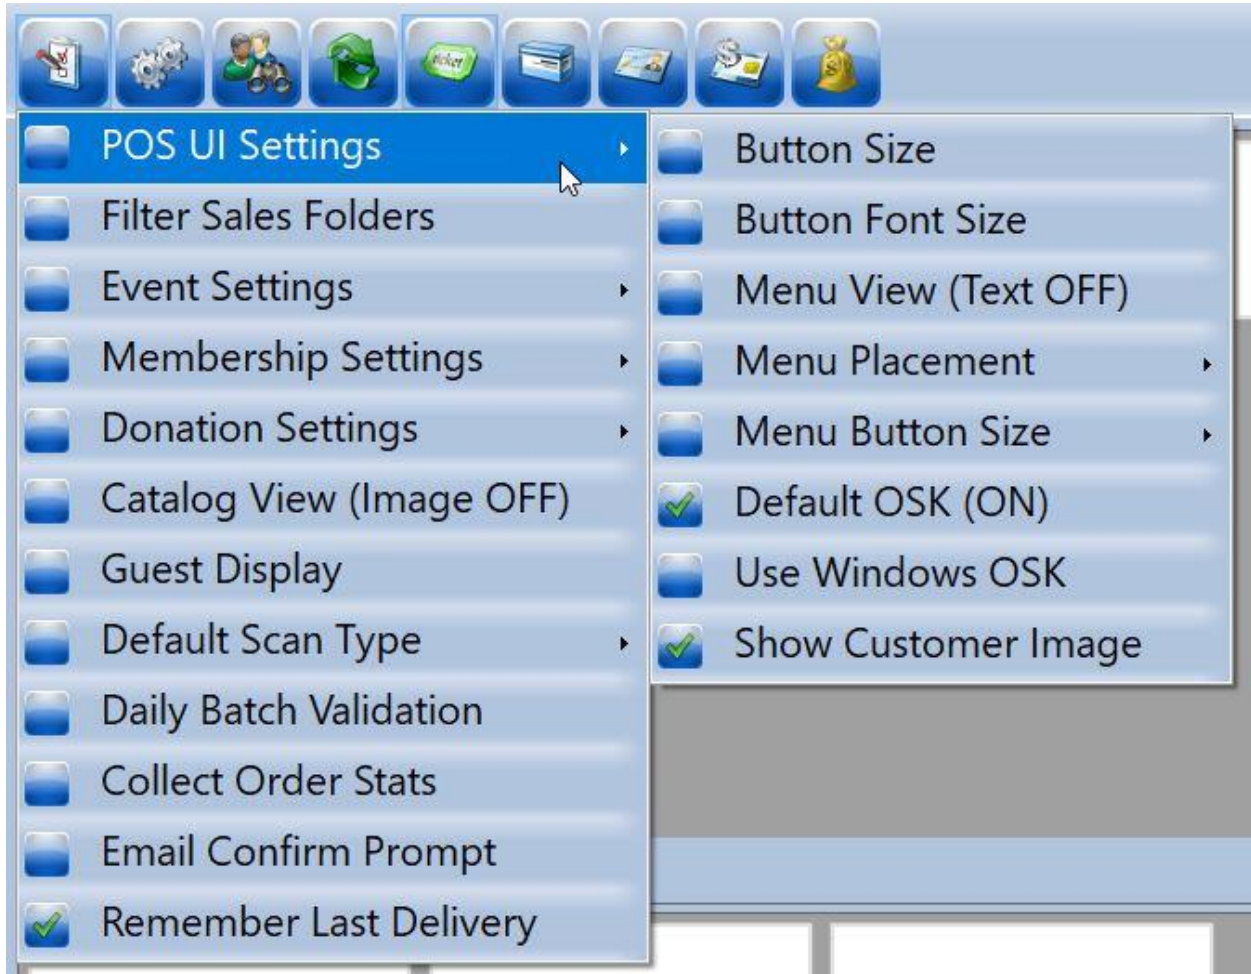 ticket
POS UI Settings
Filter Sales Folders
Event Settings
Membership Settings
Donation Settings
Catalog View (Image OFF)
Guest Display
Default Scan Type
Daily Batch Validation
Collect Order Stats
Email Confirm Prompt
Remember Last Delivery
Button Size
Button Font Size
Menu View (Text OFF)
Menu Placement
Menu Button Size
Default OSK (ON)
Use Windows OSK
Show Customer Image